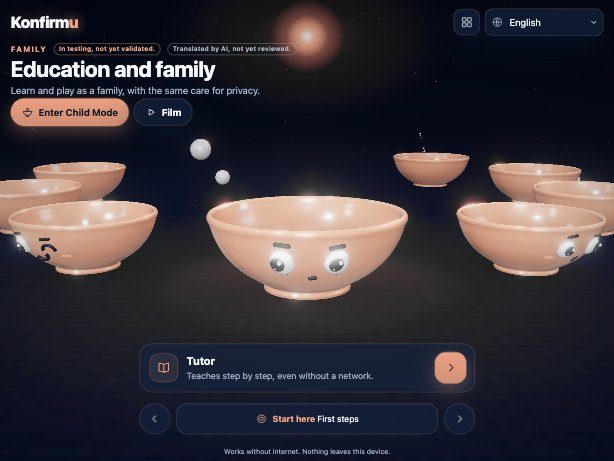 Konfirmu
English
FAMILY In testing, not yet validated. Translated by AI, not yet reviewed.
Education and family
Learn and play as a family, with the same care for privacy.
Enter Child Mode Film
Tutor
Teaches step by step, even without a network.
Start here First steps
Works without internet. Nothing leaves this device.